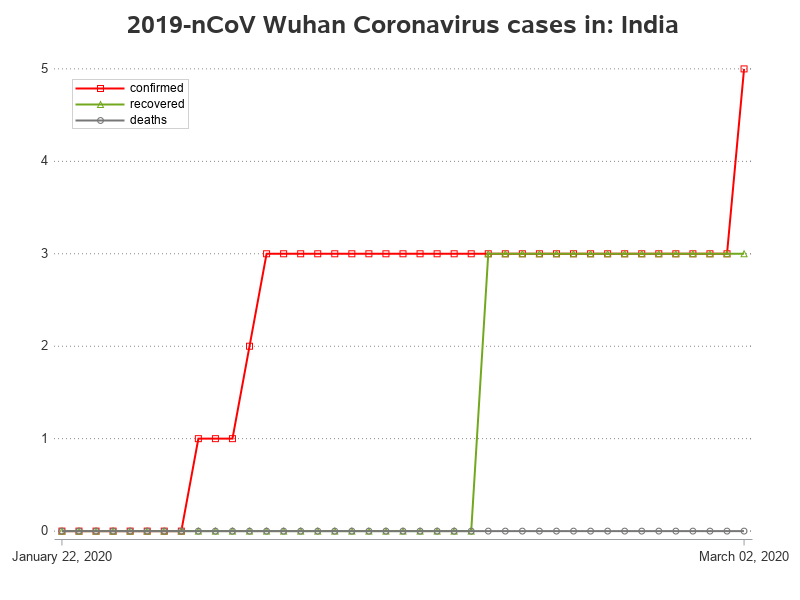 2019-nCoV Wuhan Coronavirus cases in: India
5
confirmed
recovered
deaths
4
3
2
1
0
January 22, 2020
March 02, 2020